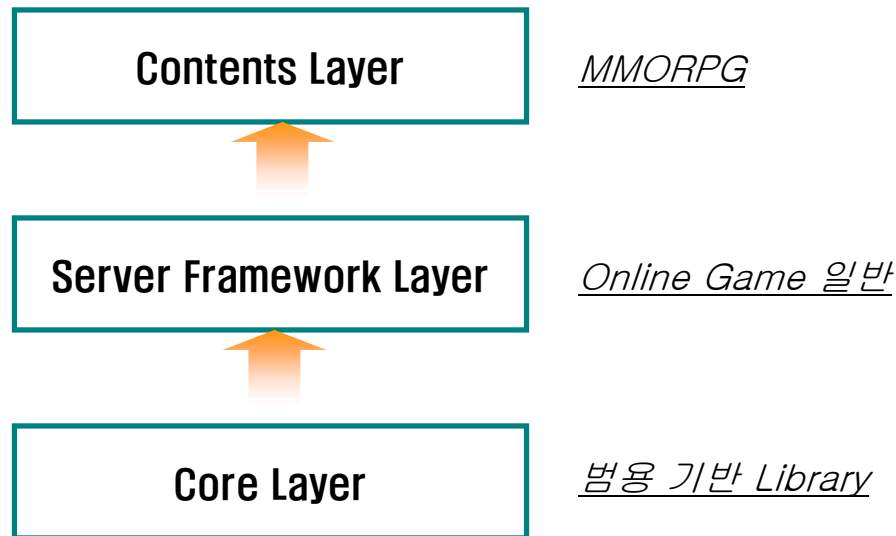 Contents Layer
MMORPG
Server Framework Layer
Online Game 일반
Core Layer
범용 기반 Library